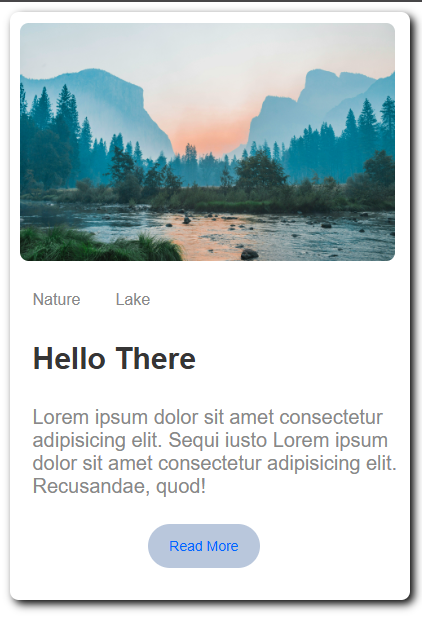 Nature Lake
Hello There
Lorem ipsum dolor sit amet consectetur
adipisicing elit. Sequi iusto Lorem ipsum
dolor sit amet consectetur adipisicing elit.
Recusandae, quod!
Read More